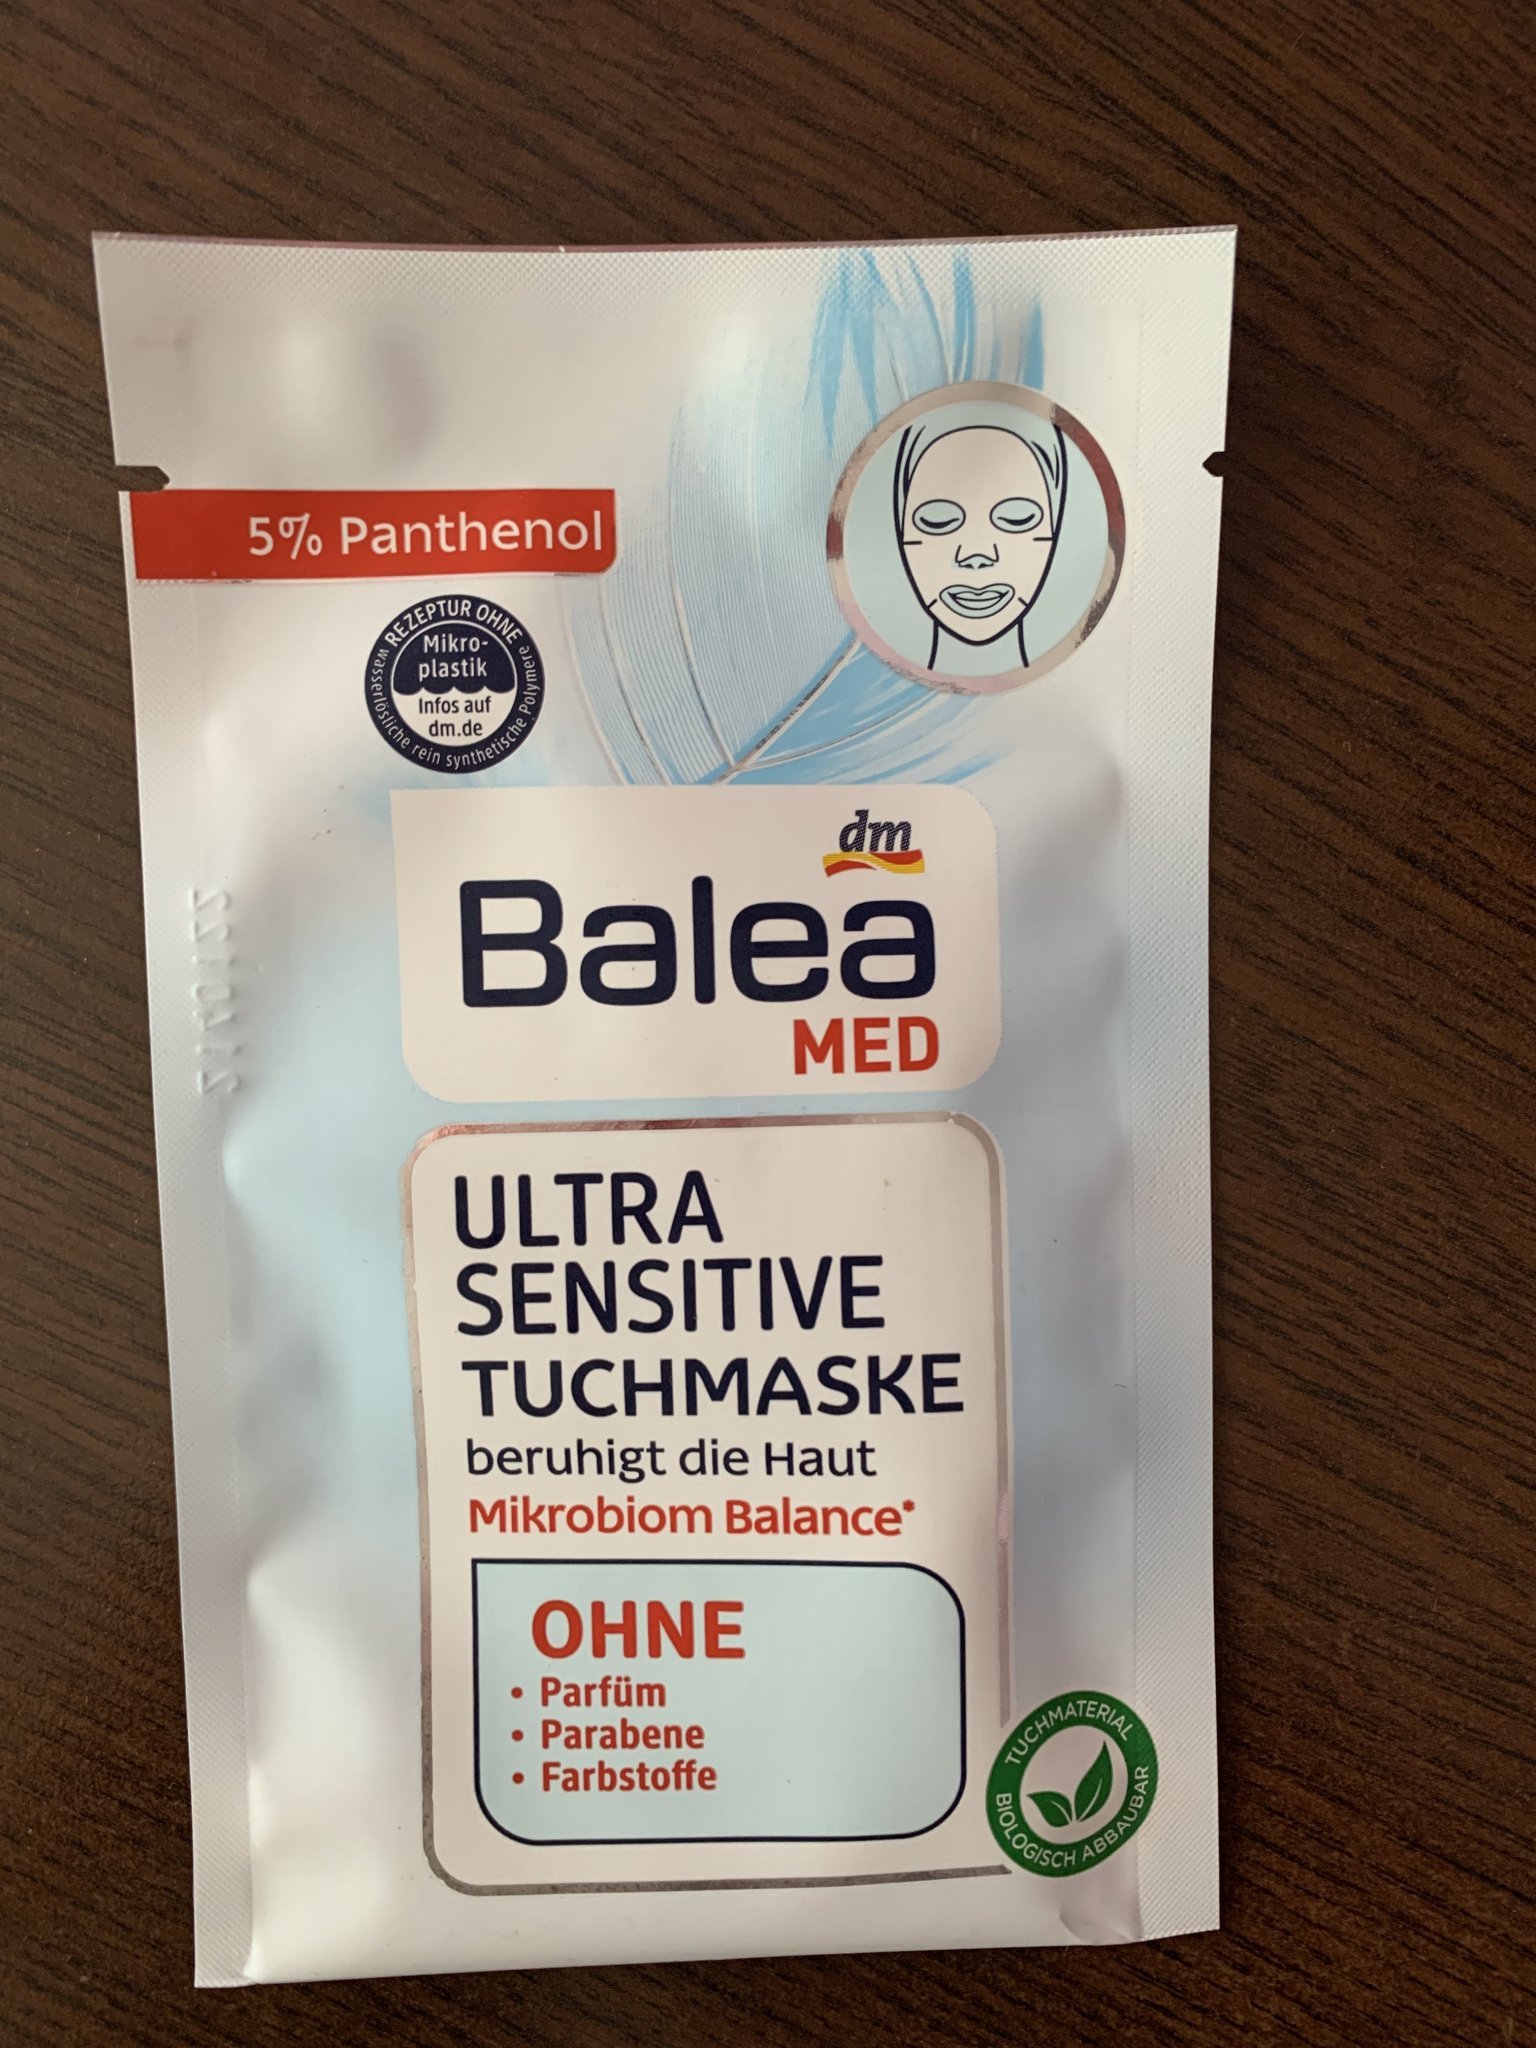 5% Panthenol
REZEPTUR OHNE
Mikro-
plastik
Infos auf
dm.de
wasserlösliche rein synthetische Polymere
dm
Balea
MED
ULTRA
SENSITIVE
TUCHMASKE
beruhigt die Haut
Mikrobiom Balance*
OHNE
• Parfüm
• Parabene
• Farbstoffe
TUCHMATERIAL
BIOLOGISCH ABBAUBAR